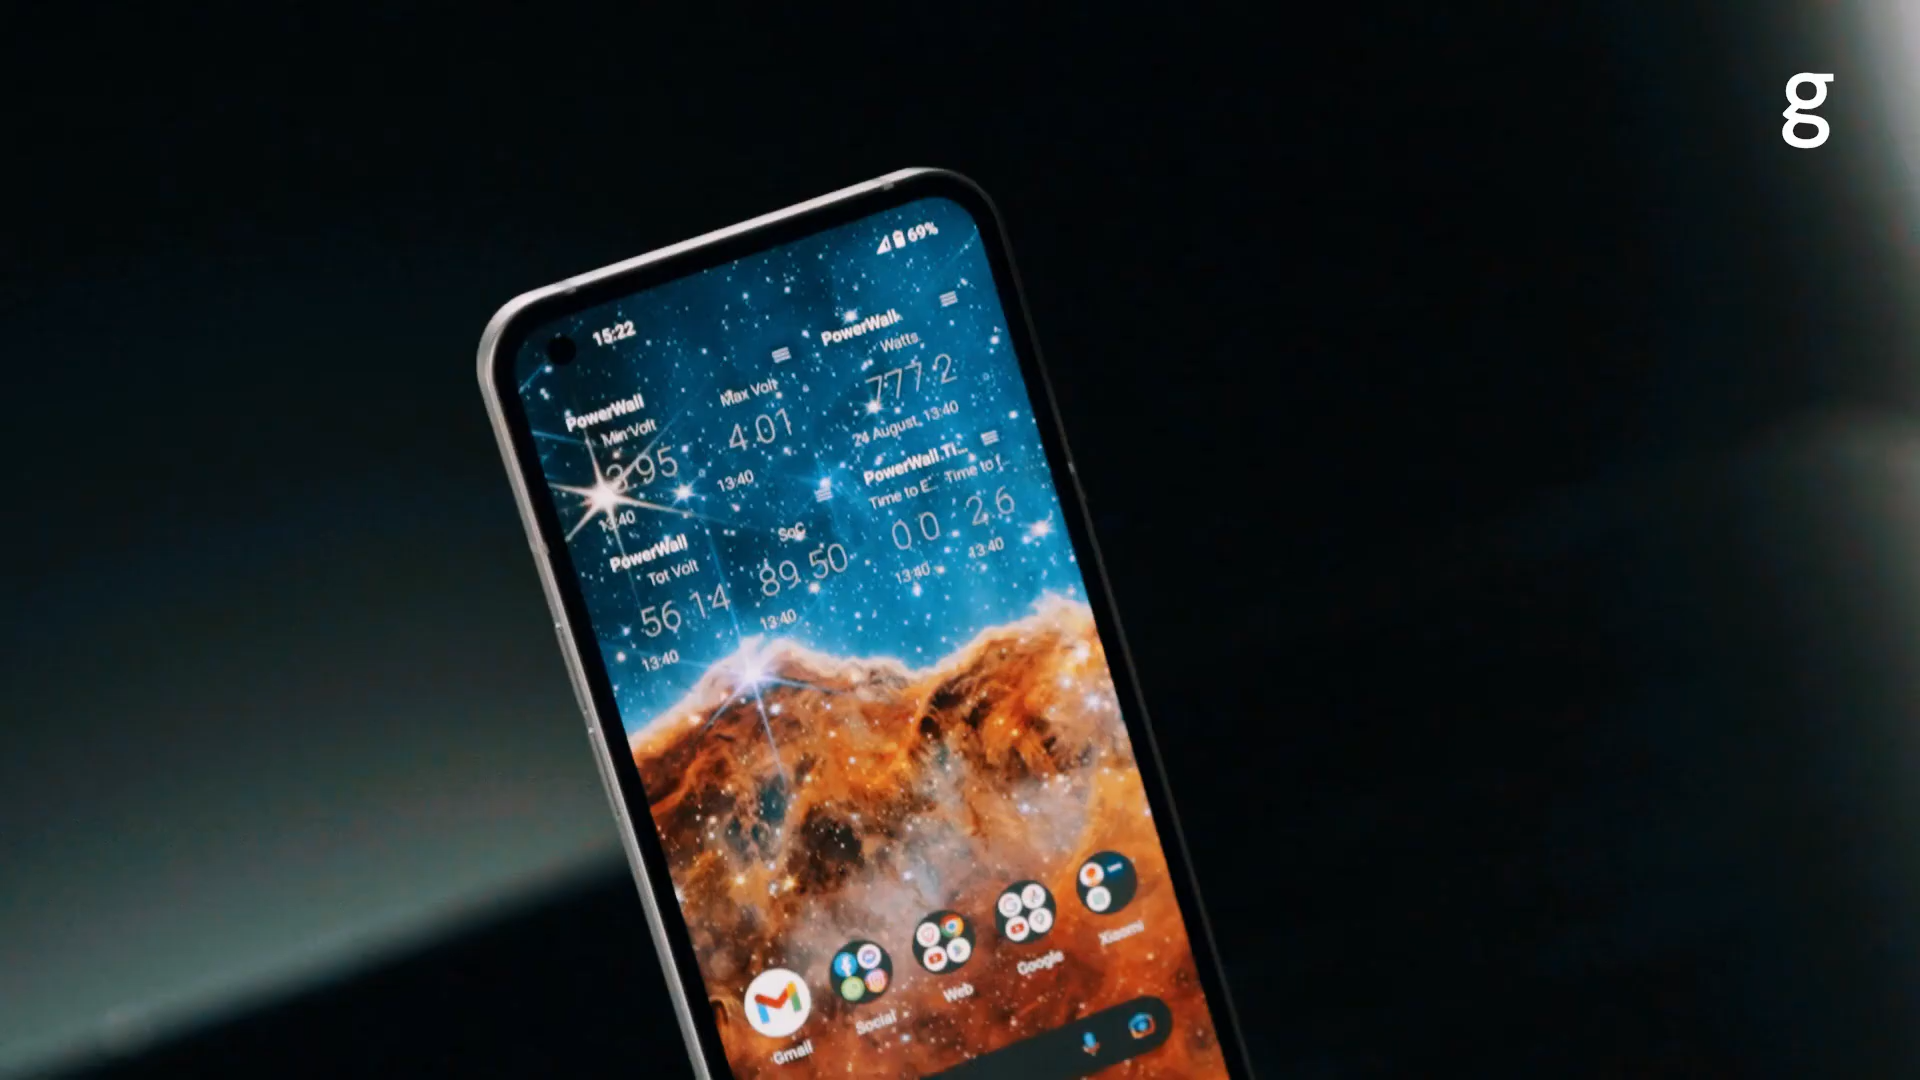 g
15:22
69%
PowerWall
Min Volt
3.95
13:40
Max Volt
4.01
13:40
PowerWall
Watts
777.2
24 August, 13:40
PowerWall
Tot Volt
56.14
13:40
SoC
89.50
13:40
PowerWall.Ti...
Time to E...
0.0
13:40
Time to f...
2.6
13:40
Gmail
Social
Web
Google
Xiaomi